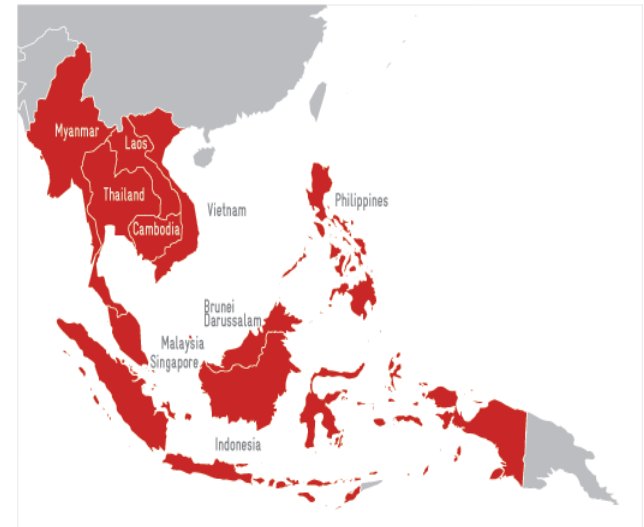 Myanmar
Laos
Thailand
Vietnam
Philippines
Cambodia
Brunei
Darussalam
Malaysia
Singapore
Indonesia